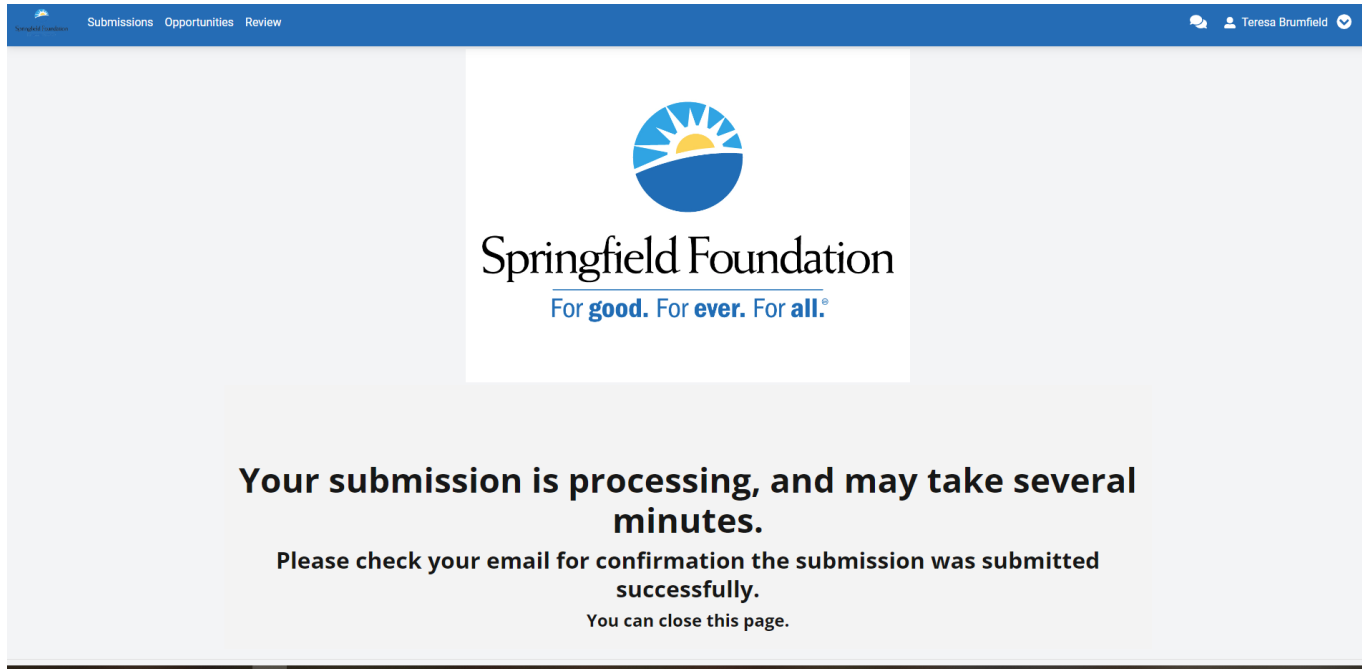 Submissions Opportunities Review
Teresa Brumfield
Springfield Foundation
For good. For ever. For all.®
Your submission is processing, and may take several
minutes.
Please check your email for confirmation the submission was submitted
successfully.
You can close this page.